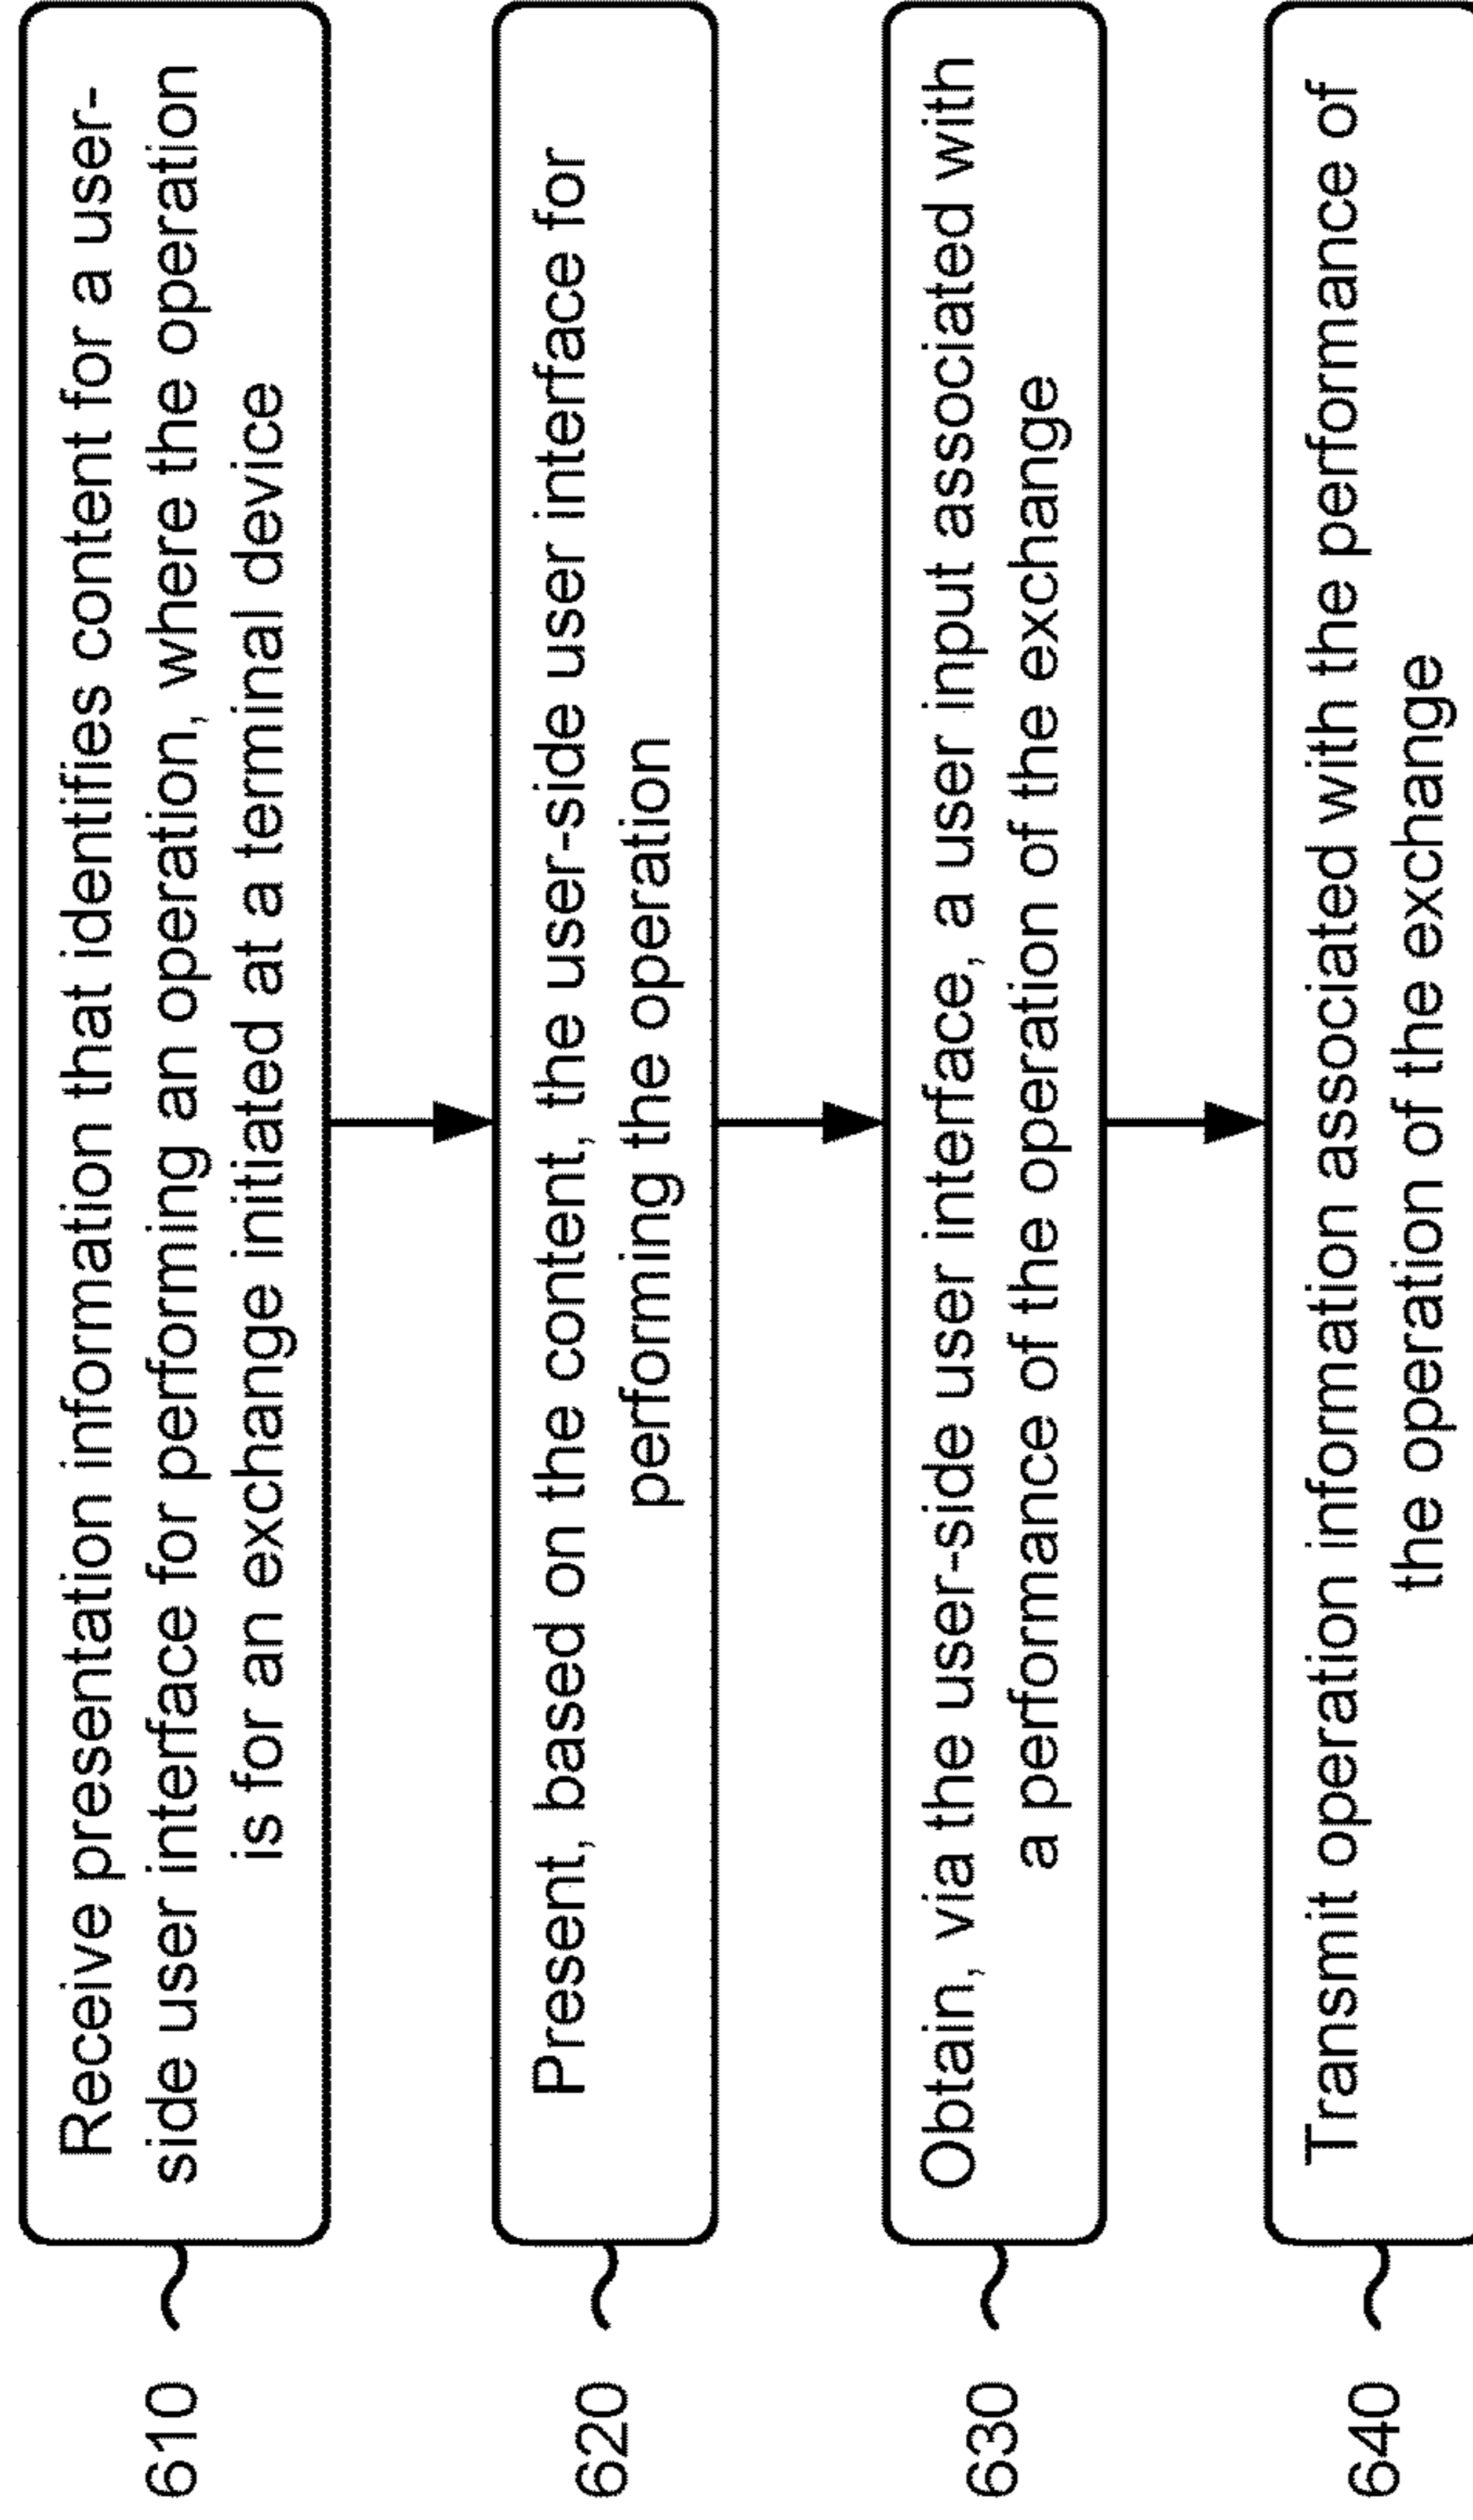 610
Receive presentation information that identifies content for a user-
side user interface for performing an operation, where the operation
is for an exchange initiated at a terminal device
620
Present, based on the content, the user-side user interface for
performing the operation
630
Obtain, via the user-side user interface, a user input associated with
a performance of the operation of the exchange
640
Transmit operation information associated with the performance of
the operation of the exchange